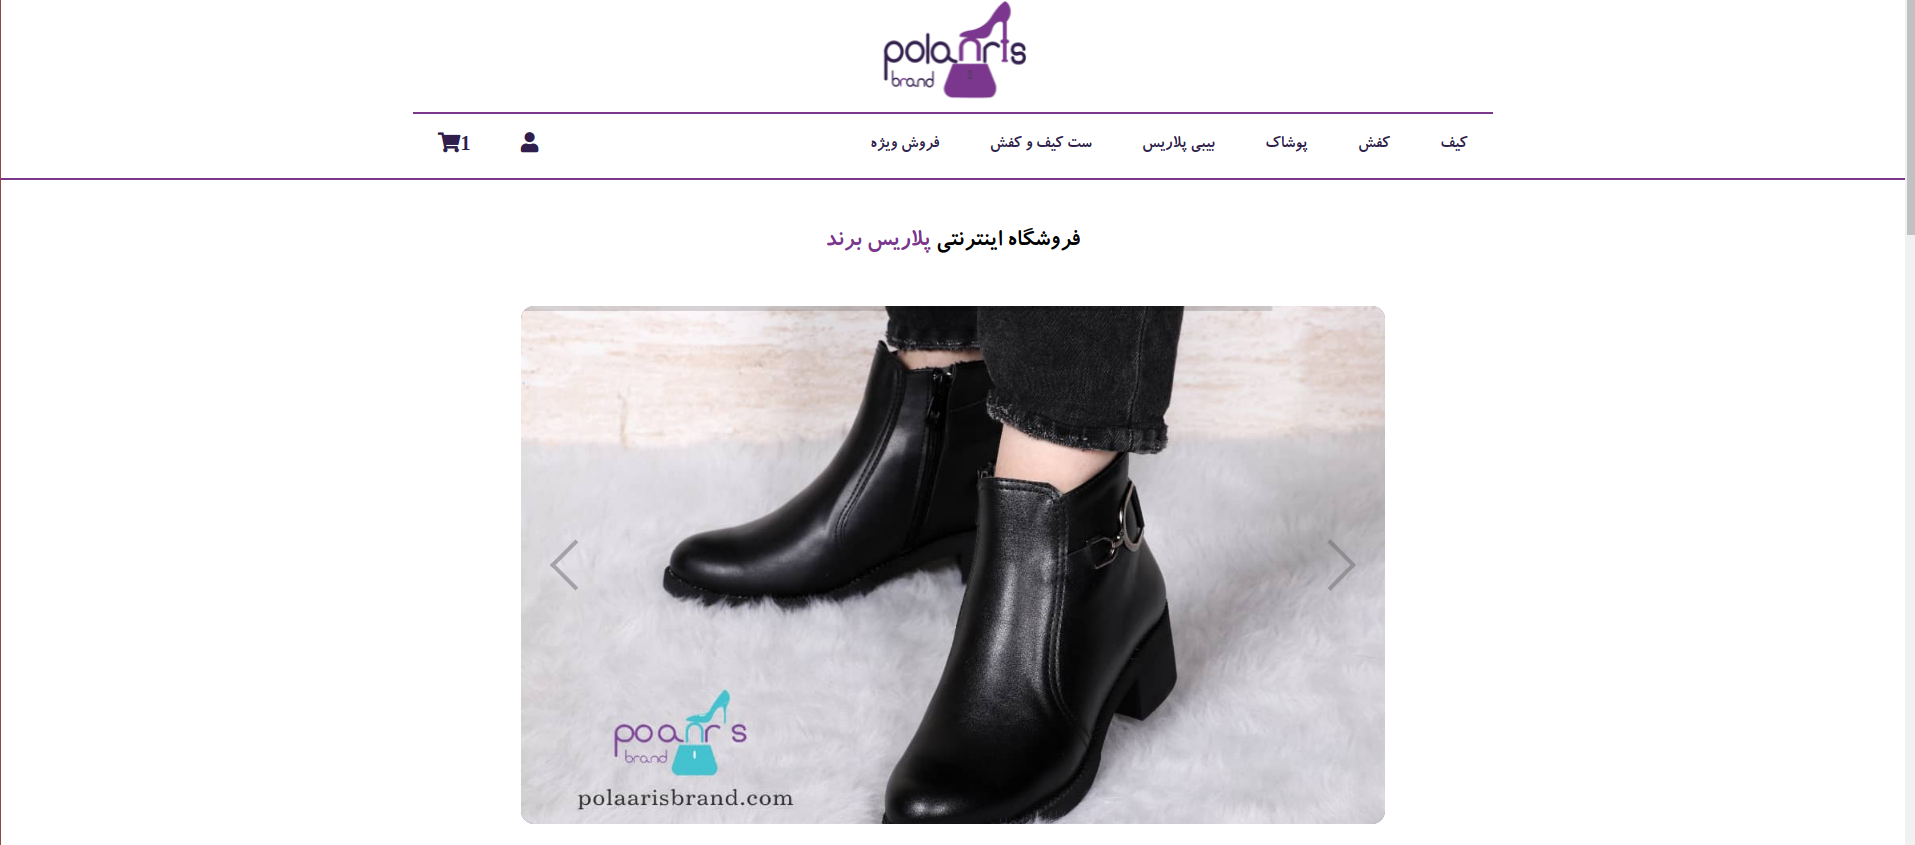 polaaris
brand
کیف کفش پوشاک بیبی پلاریس ست کیف و کفش فروش ویژه 1
فروشگاه اینترنتی پلاریس برند
brand
polaarisbrand.com